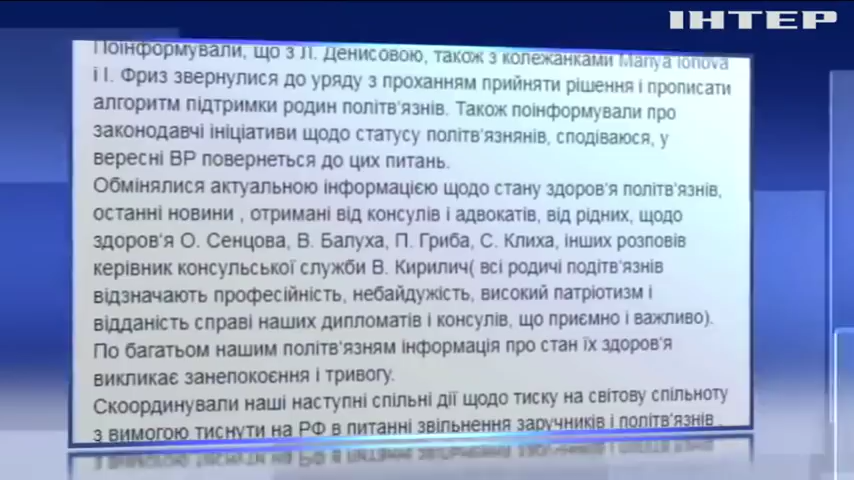 ІНТЕР
Поінформували, що з Л. Денисовою, також з колежанками Mariya Ionova
і І. Фриз звернулися до уряду з проханням прийняти рішення і прописати
алгоритм підтримки родин політв'язнів. Також поінформували про
законодавчі ініціативи щодо статусу політв'язнянів, сподіваюся, у
вересні ВР повернеться до цих питань.
Обмінялися актуальною інформацією щодо стану здоров'я політв'язнів,
останні новини , отримані від консулів і адвокатів, від рідних, щодо
здоров'я О. Сенцова, В. Балуха, П. Гриба, С. Клиха, інших розповів
керівник консульської служби В. Кирилич( всі родичі подітв'язнів
відзначають професійність, небайдужість, високий патріотизм і
відданість справі наших дипломатів і консулів, що приємно і важливо).
По багатьом нашим політв'язням інформація про стан їх здоров'я
викликає занепокоєння і тривогу.
Скоординували наші наступні спільні дії щодо тиску на світову спільноту
з вимогою тиснути на РФ в питанні звільнення заручників і політв'язнів .